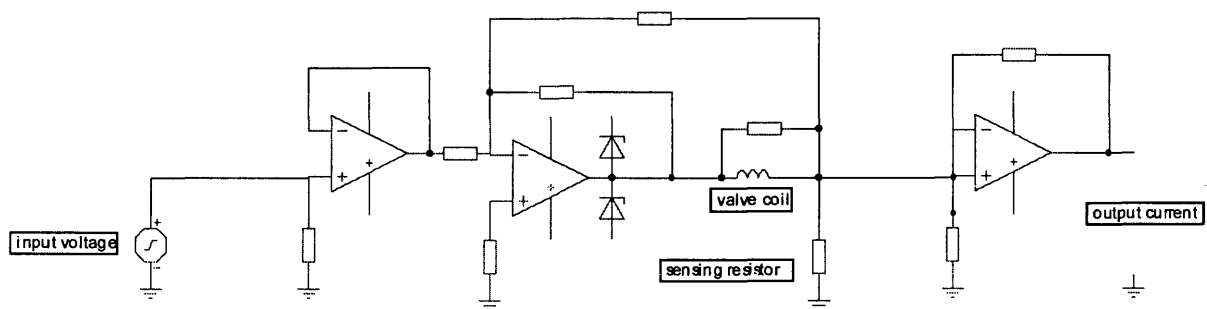 input voltage
valve coil
sensing resistor
output current